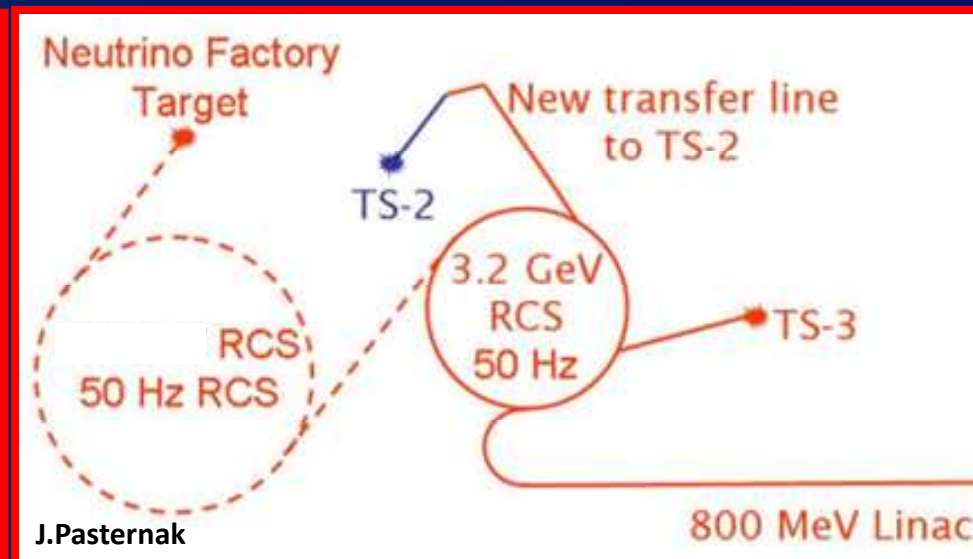 Neutrino Factory
Target
New transfer line
to TS-2
TS-2
3.2 GeV
RCS
50 Hz
TS-3
RCS
50 Hz RCS
800 MeV Linac
J.Pasternak